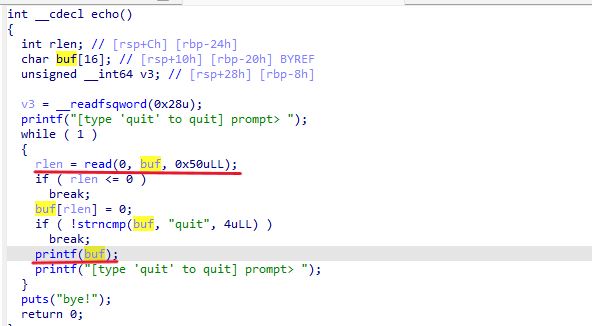 int __cdecl echo()
{
int rlen; // [rsp+Ch] [rbp-24h]
char buf[16]; // [rsp+10h] [rbp-20h] BYREF
unsigned __int64 v3; // [rsp+28h] [rbp-8h]
v3 = __readfsqword(0x28u);
printf("[type 'quit' to quit] prompt> ");
while ( 1 )
{
rlen = read(0, buf, 0x50uLL);
if ( rlen <= 0 )
break;
buf[rlen] = 0;
if ( !strncmp(buf, "quit", 4uLL) )
break;
printf(buf);
printf("[type 'quit' to quit] prompt> ");
}
puts("bye!");
return 0;
}